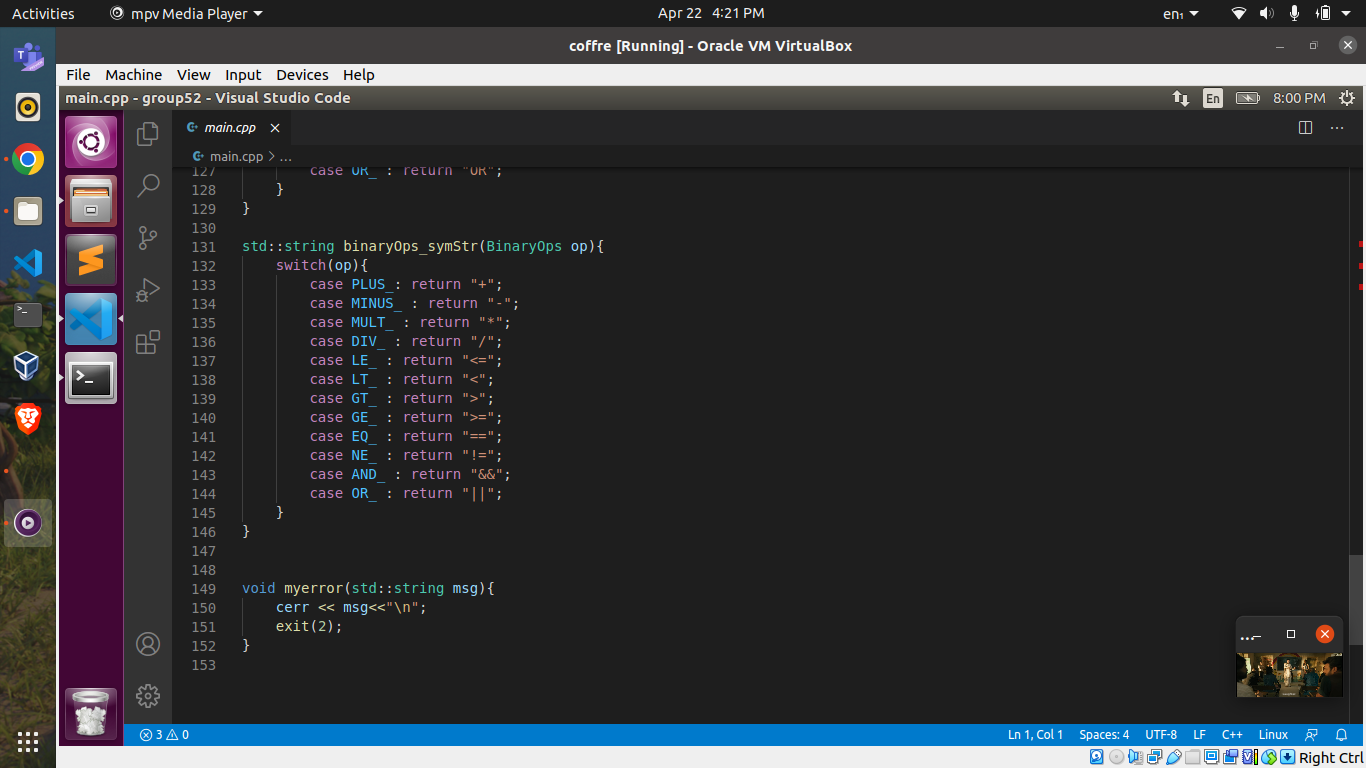 Activities mpv Media Player Apr 22 4:21 PM en₁
coffre [Running] - Oracle VM VirtualBox
File Machine View Input Devices Help
main.cpp - group52 - Visual Studio Code En 8:00 PM
main.cpp
main.cpp > ...
127 case OR_ : return "OR";
128 }
129 }
130
131 std::string binaryOps_symStr(BinaryOps op){
132 switch(op){
133 case PLUS_: return "+";
134 case MINUS_ : return "-";
135 case MULT_ : return "*";
136 case DIV_ : return "/";
137 case LE_ : return "<=";
138 case LT_ : return "<";
139 case GT_ : return ">";
140 case GE_ : return ">=";
141 case EQ_ : return "==";
142 case NE_ : return "!=";
143 case AND_ : return "&&";
144 case OR_ : return "||";
145 }
146 }
147
148
149 void myerror(std::string msg){
150 cerr << msg<<"\n";
151 exit(2);
152 }
153
...
3 0 Ln 1, Col 1 Spaces: 4 UTF-8 LF C++ Linux
Right Ctrl